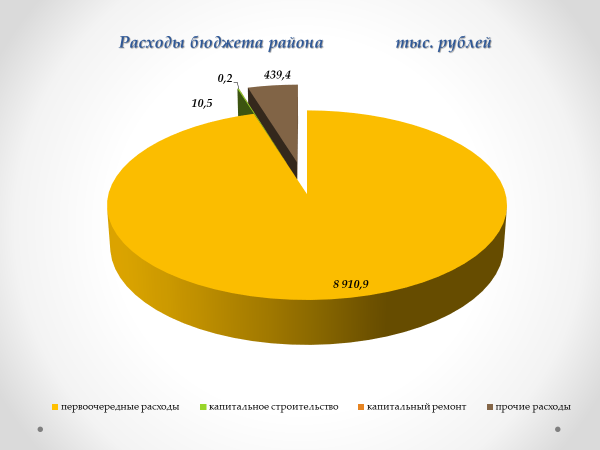 Расходы бюджета района тыс. рублей
0,2
439,4
10,5
8 910,9
первоочередные расходы капитальное строительство капитальный ремонт прочие расходы